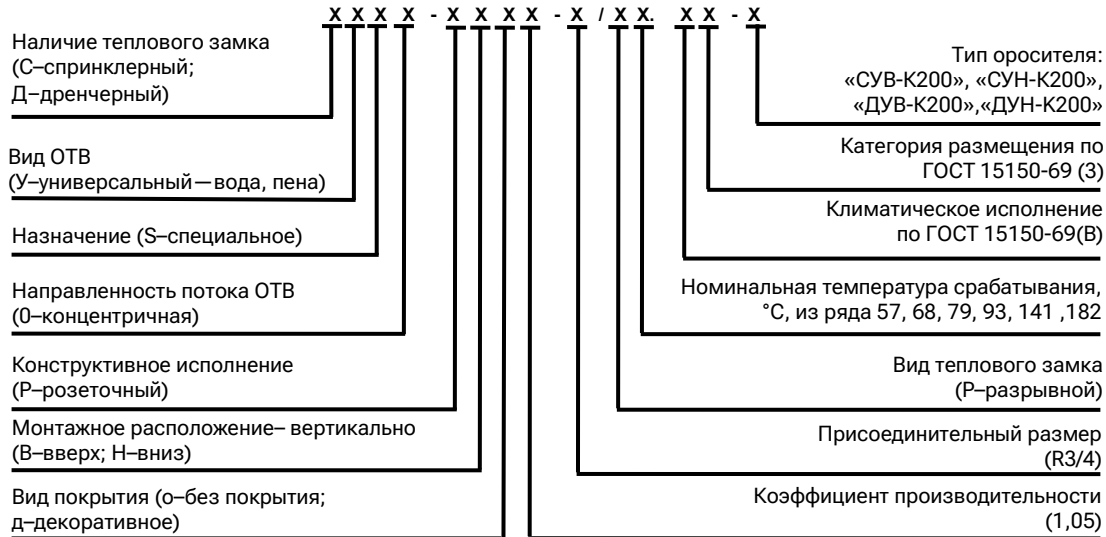 X X X X - X X X X - X / X X. X X - X
Наличие теплового замка
(С–спринклерный;
Д–дренчерный)
Вид ОТВ
(У–универсальный—вода, пена)
Назначение (S–специальное)
Направленность потока ОТВ
(0–концентричная)
Конструктивное исполнение
(Р–розеточный)
Монтажное расположение– вертикально
(В–вверх; Н–вниз)
Вид покрытия (о–без покрытия;
д–декоративное)
Тип оросителя:
«СУВ-К200», «СУН-К200»,
«ДУВ-К200»,«ДУН-К200»
Категория размещения по
ГОСТ 15150-69 (3)
Климатическое исполнение
по ГОСТ 15150-69(В)
Номинальная температура срабатывания,
°С, из ряда 57, 68, 79, 93, 141 ,182
Вид теплового замка
(Р–разрывной)
Присоединительный размер
(R3/4)
Коэффициент производительности
(1,05)